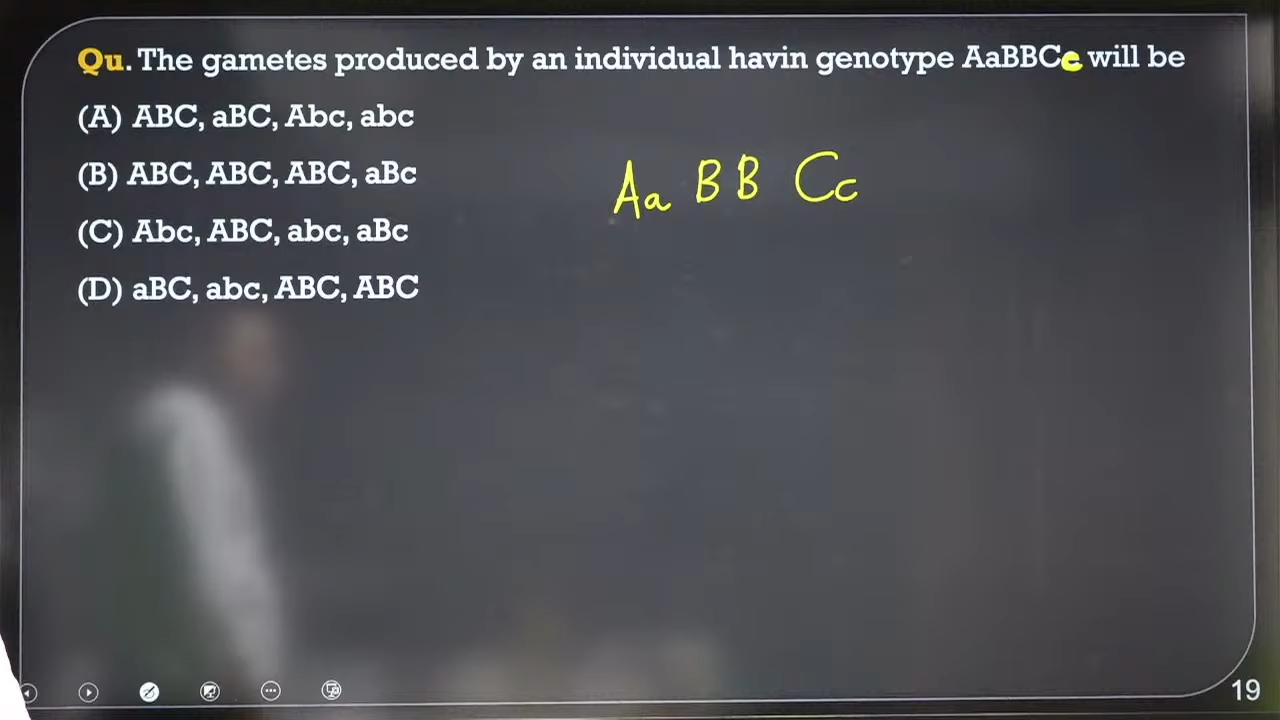 Qu. The gametes produced by an individual havin genotype AaBBCc will be
(A) ABC, aBC, Abc, abc
(B) ABC, ABC, ABC, aBc
(C) Abc, ABC, abc, aBc
(D) aBC, abc, ABC, ABC
Aa BB Cc
19